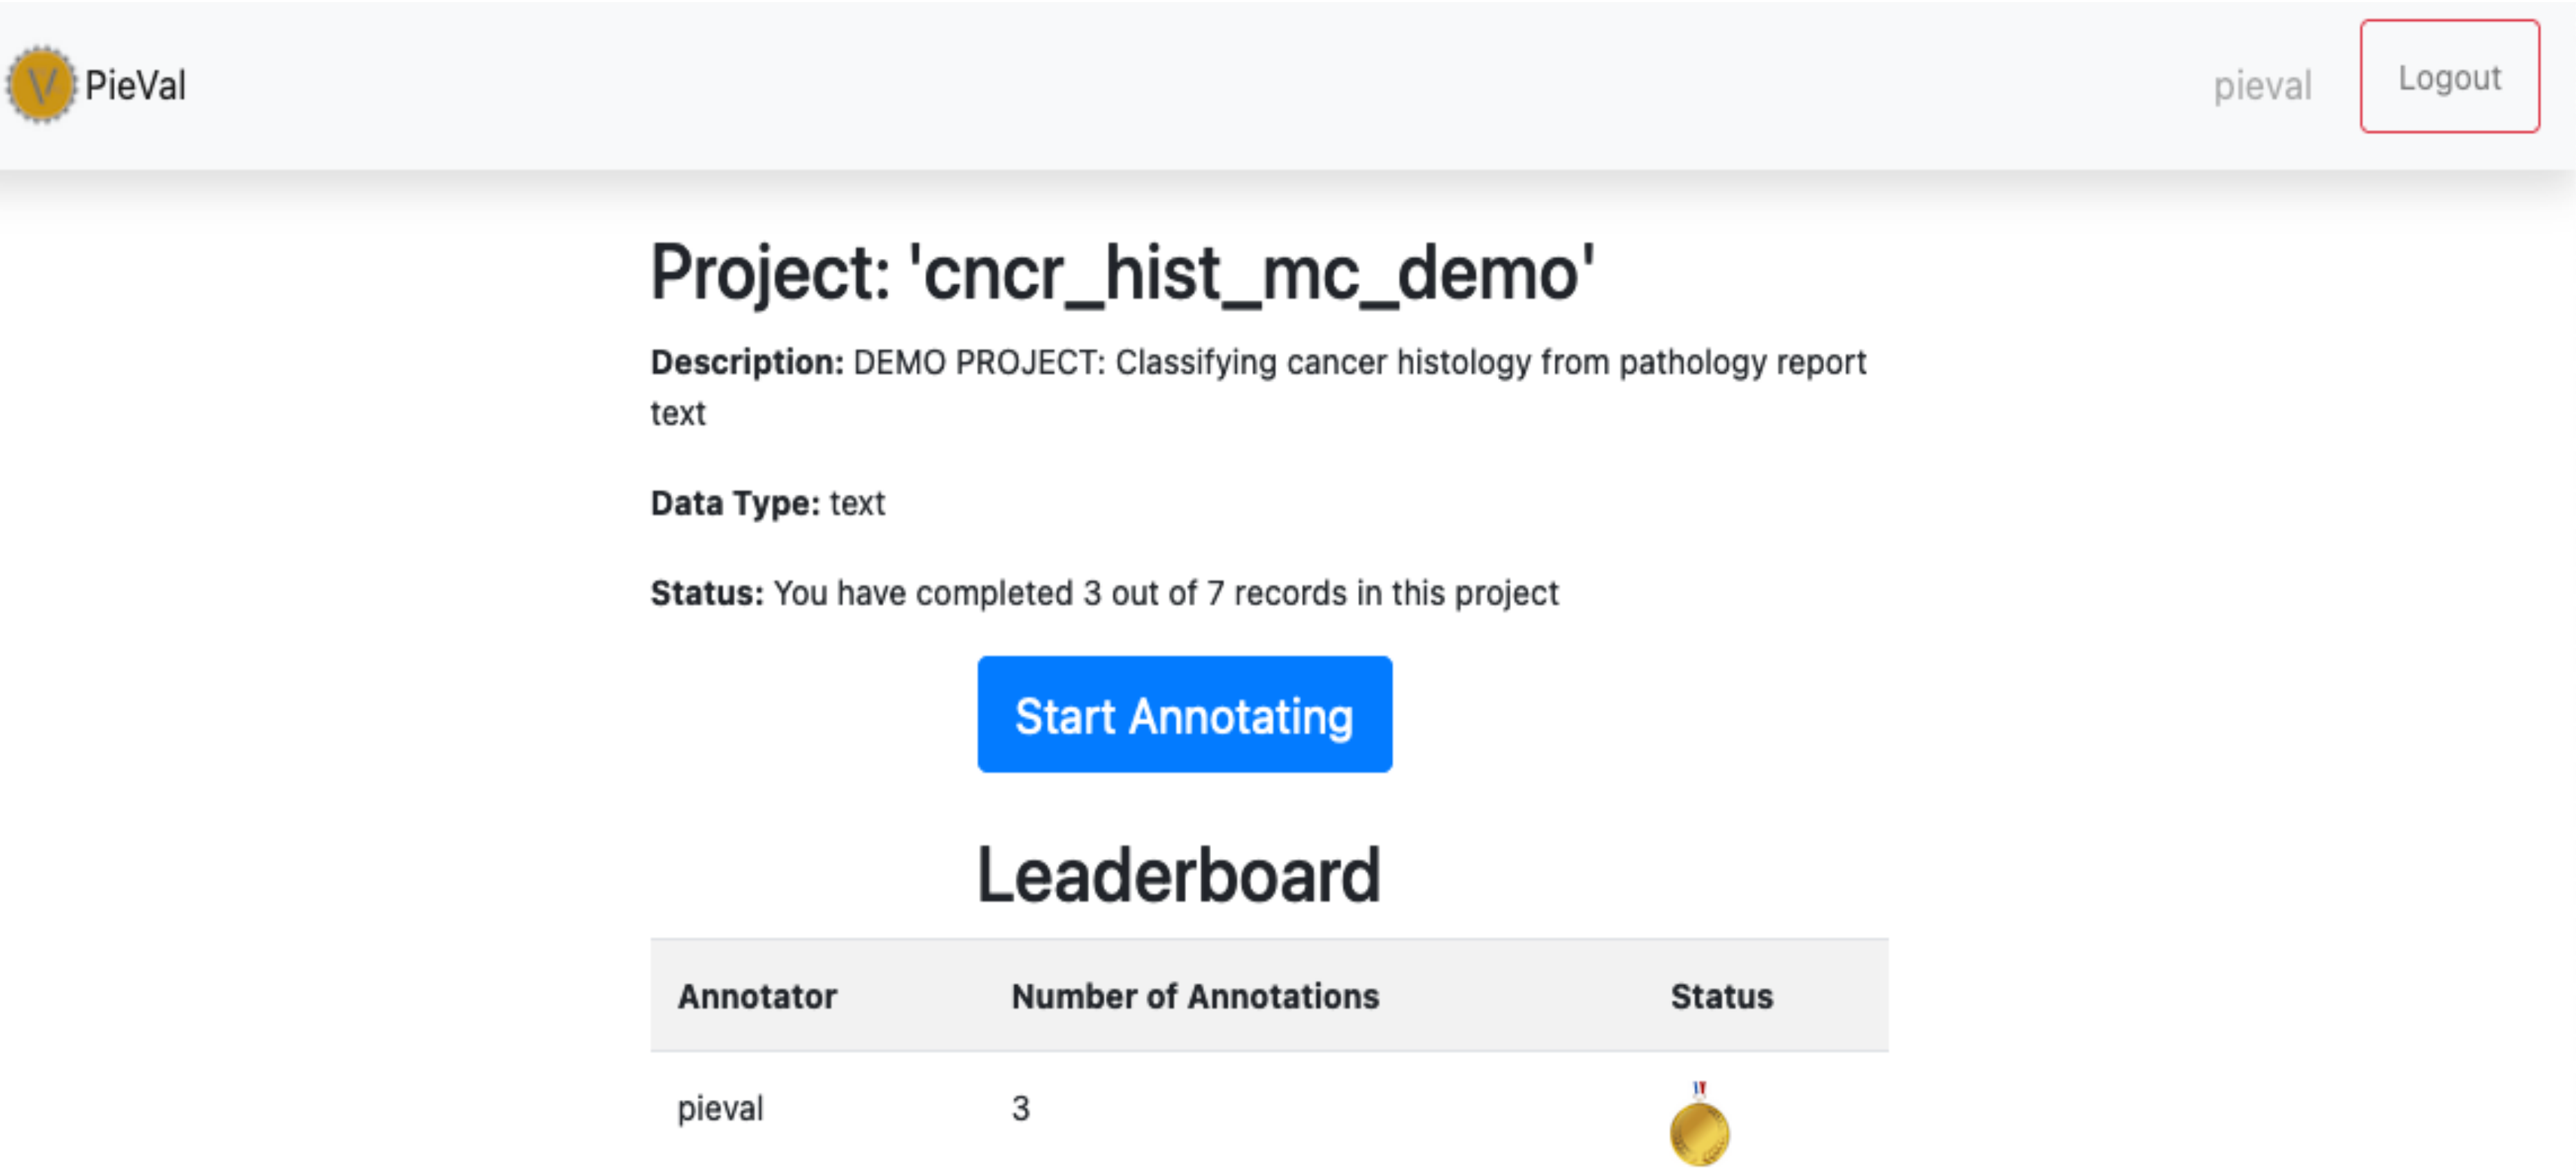 V PieVal
pieval
Logout
Project: 'cncr_hist_mc_demo'
Description: DEMO PROJECT: Classifying cancer histology from pathology report
text
Data Type: text
Status: You have completed 3 out of 7 records in this project
Start Annotating
Leaderboard
Annotator Number of Annotations Status
pieval 3